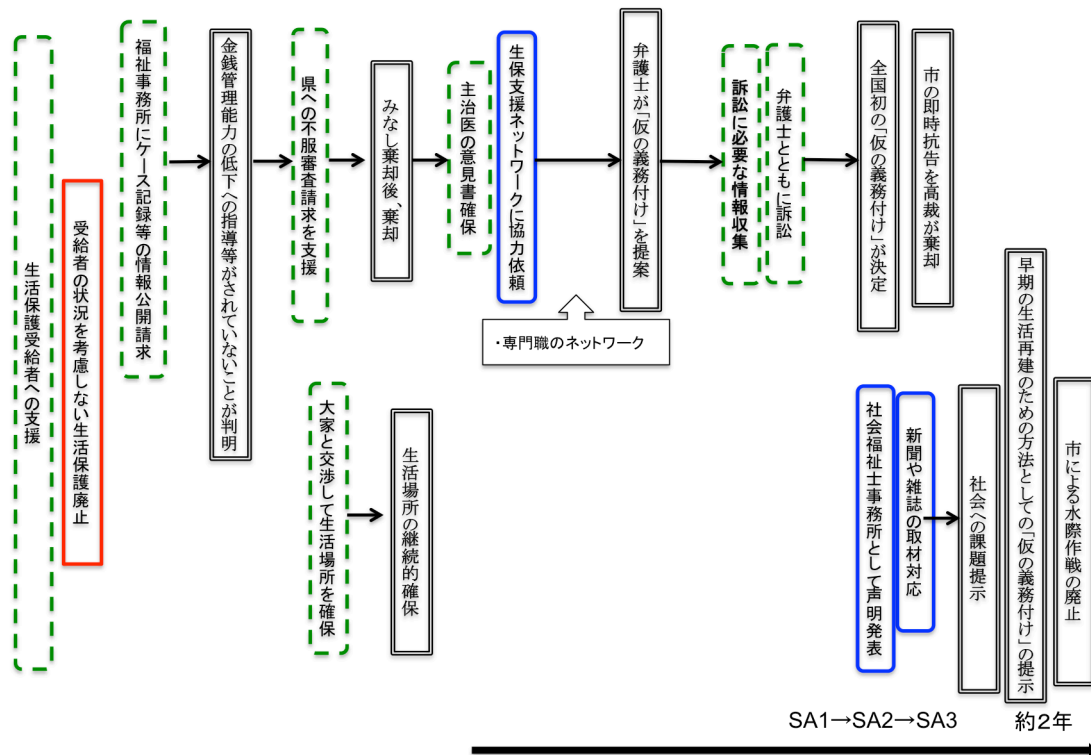 生活保護受給者への支援
受給者の状況を考慮しない生活保護廃止
福祉事務所にケース記録等の情報公開請求
金銭管理能力の低下への指導等がされていないことが判明
県への不服審査請求を支援
みなし棄却後、棄却
主治医の意見書確保
生保支援ネットワークに協力依頼
弁護士が「仮の義務付け」を提案
訴訟に必要な情報収集
弁護士とともに訴訟
全国初の「仮の義務付け」が決定
市の即時抗告を高裁が棄却
・専門職のネットワーク
大家と交渉して生活場所を確保
生活場所の継続的確保
社会福祉士事務所として声明発表
新聞や雑誌の取材対応
社会への課題提示
早期の生活再建のための方法としての「仮の義務付け」の提示
市による水際作戦の廃止
SA1→SA2→SA3
約2年